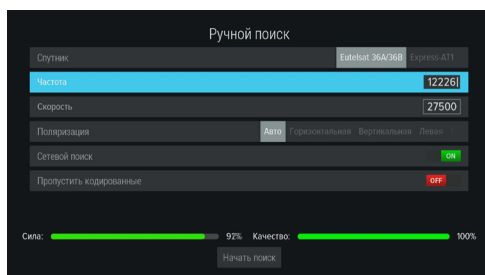 Ручной поиск
Спутник Eutelsat 36A/36B Express AT1
Частота 12226
Скорость 27500
Поляризация Авто Горизонтальная Вертикальная Левая
Сетевой поиск ON
Пропустить кодированные OFF
Сила: 92% Качество: 100%
Начать поиск